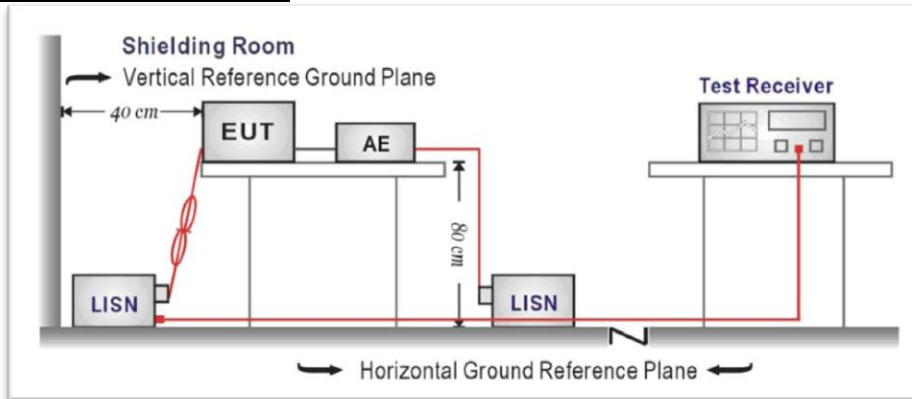 Shielding Room
Vertical Reference Ground Plane
40 cm
EUT
AE
Test Receiver
80 cm
LISN
LISN
Horizontal Ground Reference Plane